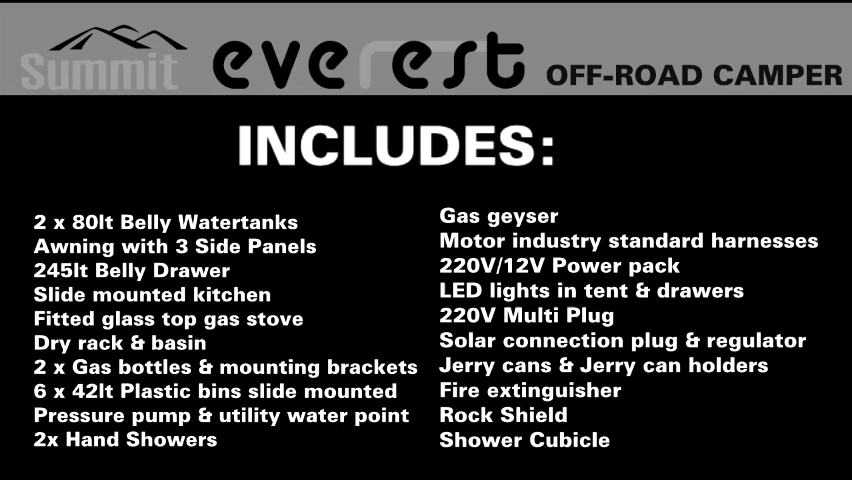 Summit everest OFF-ROAD CAMPER
INCLUDES:
2 x 80lt Belly Watertanks
Awning with 3 Side Panels
245lt Belly Drawer
Slide mounted kitchen
Fitted glass top gas stove
Dry rack & basin
2 x Gas bottles & mounting brackets
6 x 42lt Plastic bins slide mounted
Pressure pump & utility water point
2x Hand Showers
Gas geyser
Motor industry standard harnesses
220V/12V Power pack
LED lights in tent & drawers
220V Multi Plug
Solar connection plug & regulator
Jerry cans & Jerry can holders
Fire extinguisher
Rock Shield
Shower Cubicle